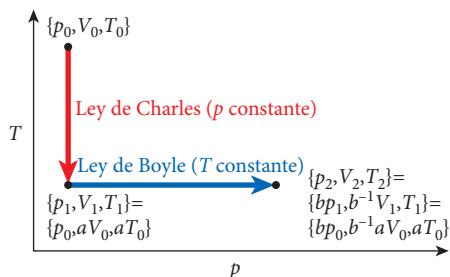 {p₀,V₀,T₀}
Ley de Charles (p constante)
T
Ley de Boyle (T constante)
{p₁,V₁,T₁}=
{p₀,aV₀,aT₀}
{p₂,V₂,T₂}=
{bp₁,b⁻¹V₁,T₁}=
{bp₀,b⁻¹aV₀,aT₀}
p